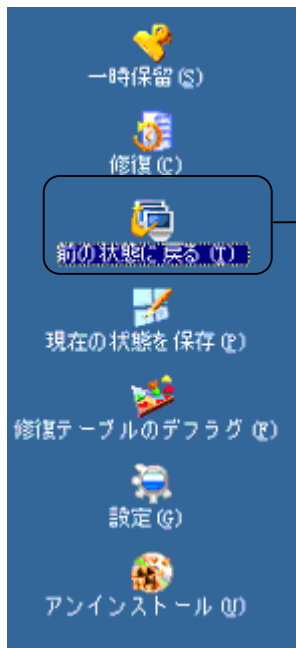 一時保留(S)
修復(C)
前の状態に戻る (T)
現在の状態を保存(P)
修復テーブルのデフラグ(F)
設定(G)
アンインストール(U)